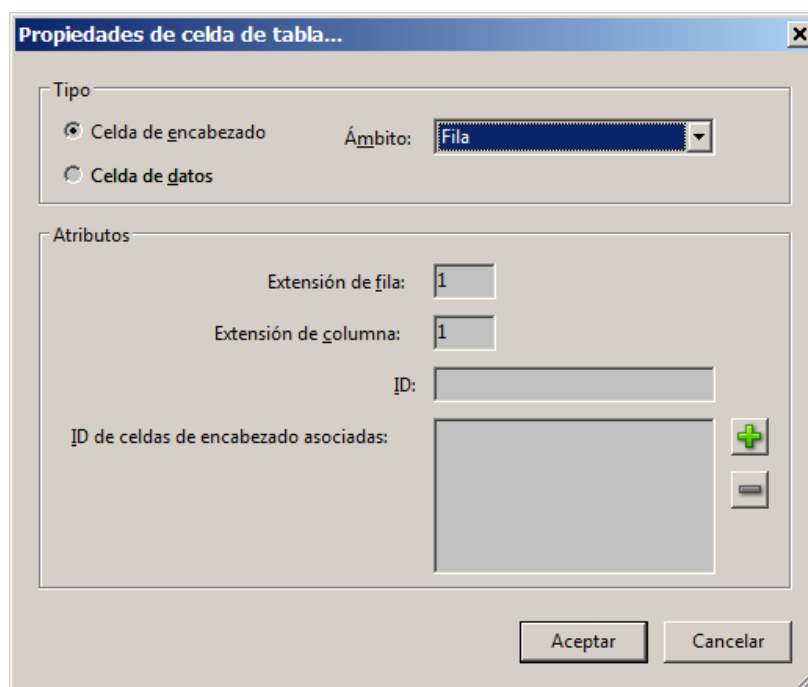 Propiedades de celda de tabla...
Tipo
Celda de encabezado
Ámbito:
Fila
Celda de datos
Atributos
Extensión de fila:
1
Extensión de columna:
1
ID:
ID de celdas de encabezado asociadas:
Aceptar
Cancelar